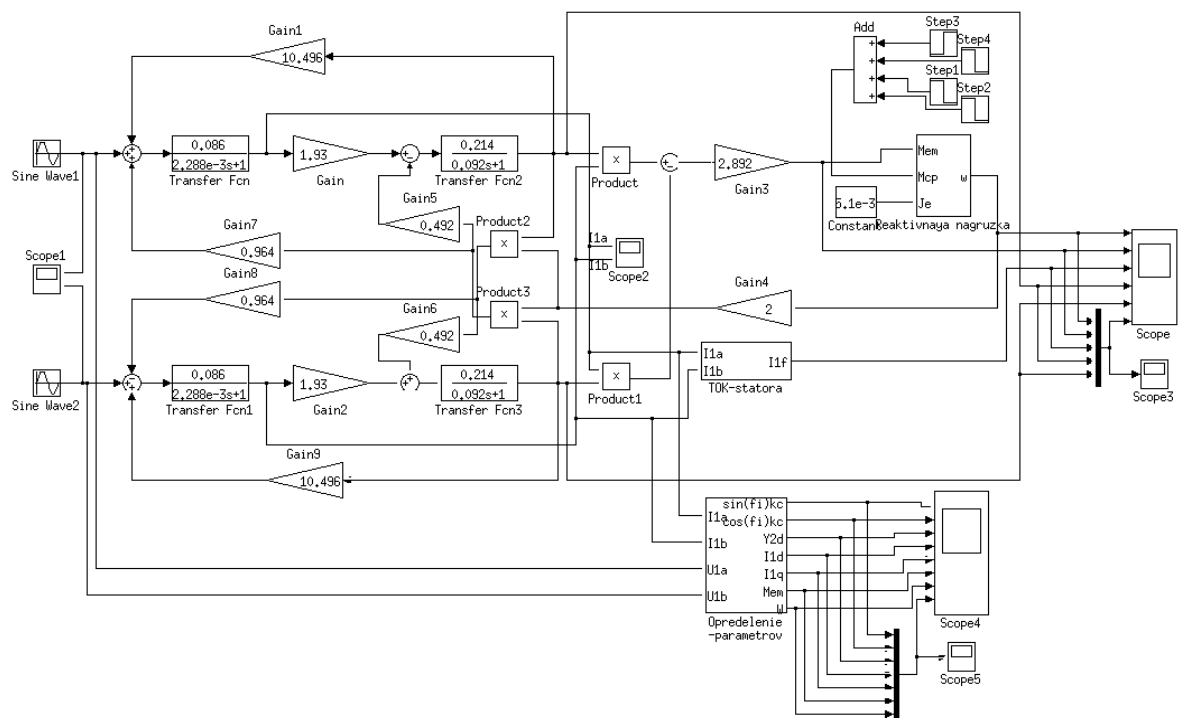 Gain1
10.496
Sine Wave1
0.086
2.288e-3s+1
Transfer Fcn
1.93
Gain
0.214
0.092s+1
Transfer Fcn2
Gain5
0.492
Gain7
0.964
Product2
x
Scope1
Gain8
0.964
Product3
x
Gain6
0.492
Sine Wave2
0.086
2.288e-3s+1
Transfer Fcn1
1.93
Gain2
0.214
0.092s+1
Transfer Fcn3
Gain9
10.496
x
Product
2.892
Gain3
Add
Step3
Step4
Step1
Step2
Mem
Mcp
Je
w
5.1e-3
Constant
Reaktivnaya nagruzka
I1a
I1b
Scope2
Gain4
2
x
Product1
I1a
I1b
I1f
TOK-statora
Scope
Scope3
I1a
I1b
U1a
U1b
sin(fi)kc
cos(fi)kc
Y2d
I1d
I1q
Mem
W
Opredelenie
-parametrov
Scope4
Scope5